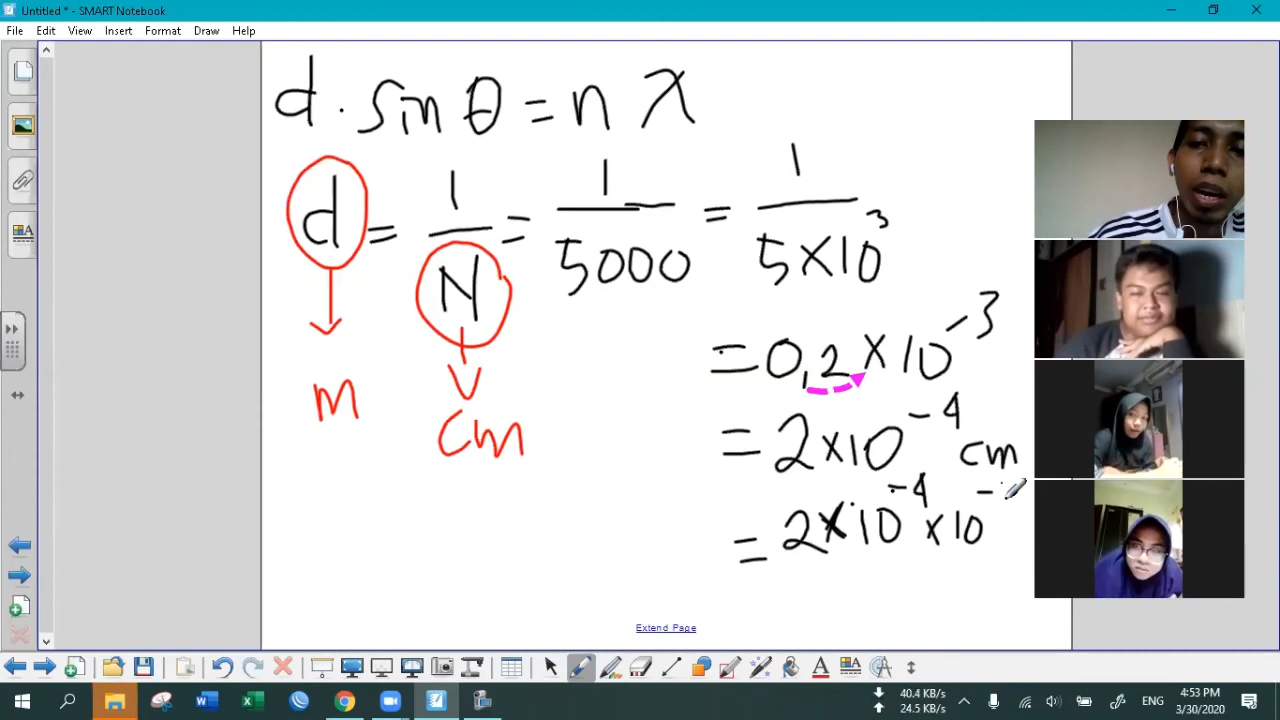 Untitled * - SMART Notebook
File Edit View Insert Format Draw Help
d · sin θ = n λ
d = 1/N = 1/5000 = 1/5×10³
= 0,2 × 10⁻³
m
cm
= 2 × 10⁻⁴ cm
= 2 × 10⁻⁴ × 10⁻
Extend Page
40.4 KB/s
24.5 KB/s
ENG
4:53 PM
3/30/2020